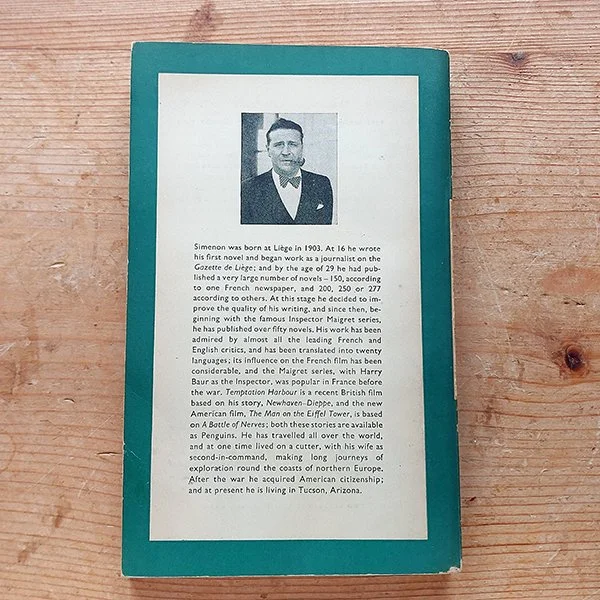 Simenon was born at Liège in 1903. At 16 he wrote
his first novel and began work as a journalist on the
Gazette de Liège; and by the age of 29 he had pub-
lished a very large number of novels – 150, according
to one French newspaper, and 200, 250 or 277
according to others. At this stage he decided to im-
prove the quality of his writing, and since then, be-
ginning with the famous Inspector Maigret series,
he has published over fifty novels. His work has been
admired by almost all the leading French and
English critics, and has been translated into twenty
languages; its influence on the French film has been
considerable, and the Maigret series, with Harry
Baur as the Inspector, was popular in France before
the war. Temptation Harbour is a recent British film
based on his story, Newhaven–Dieppe, and the new
American film, The Man on the Eiffel Tower, is based
on A Battle of Nerves; both these stories are available
as Penguins. He has travelled all over the world,
and at one time lived on a cutter, with his wife as
second-in-command, making long journeys of
exploration round the coasts of northern Europe.
After the war he acquired American citizenship;
and at present he is living in Tucson, Arizona.